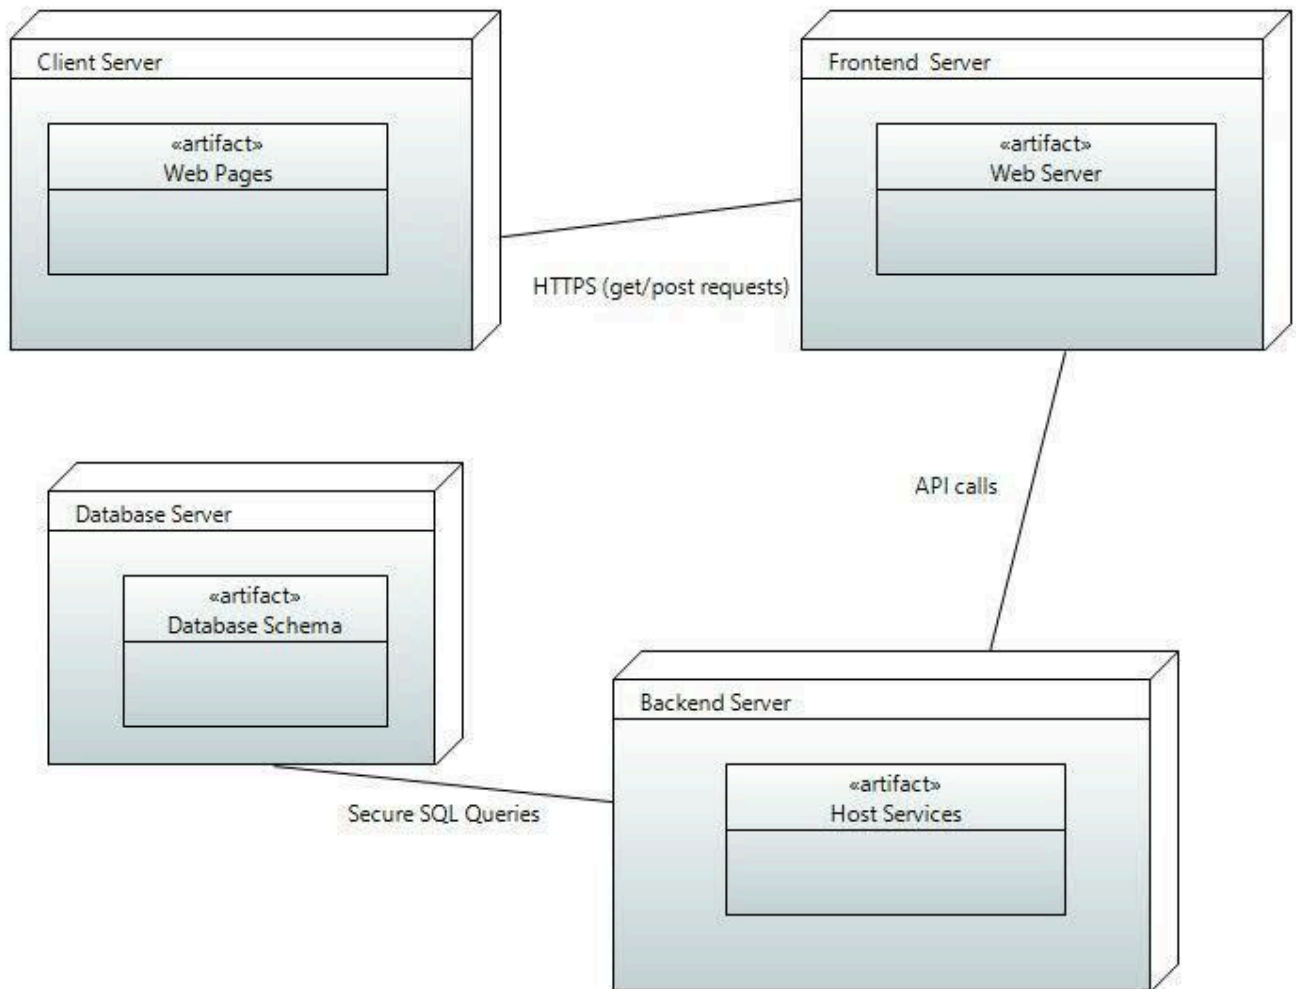 Client Server
«artifact»
Web Pages
Frontend Server
«artifact»
Web Server
HTTPS (get/post requests)
API calls
Database Server
«artifact»
Database Schema
Secure SQL Queries
Backend Server
«artifact»
Host Services